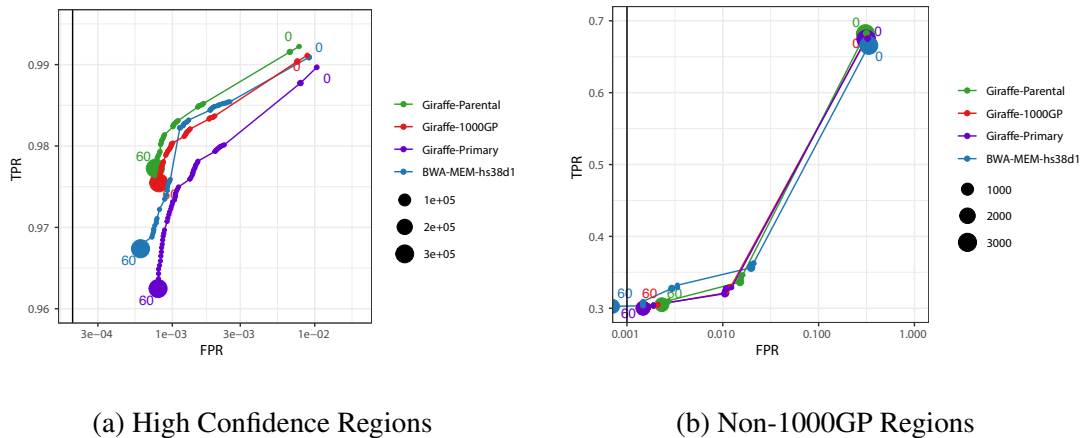 0
0
0
0
60
60
60
TPR
0.99
0.98
0.97
0.96
3e−04
1e−03
3e−03
1e−02
FPR
Giraffe-Parental
Giraffe-1000GP
Giraffe-Primary
BWA-MEM-hs38d1
1e+05
2e+05
3e+05
(a) High Confidence Regions
0
0
0
0
60
60
60
60
TPR
0.7
0.6
0.5
0.4
0.3
0.001
0.010
0.100
1.000
FPR
Giraffe-Parental
Giraffe-1000GP
Giraffe-Primary
BWA-MEM-hs38d1
1000
2000
3000
(b) Non-1000GP Regions